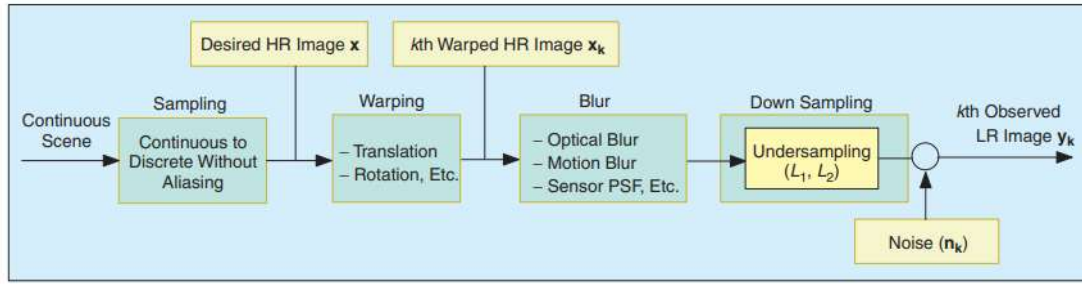 Desired HR Image x
kth Warped HR Image xₖ
Continuous
Scene
Sampling
Continuous to
Discrete Without
Aliasing
Warping
– Translation
– Rotation, Etc.
Blur
– Optical Blur
– Motion Blur
– Sensor PSF, Etc.
Down Sampling
Undersampling
(L₁, L₂)
kth Observed
LR Image yₖ
Noise (nₖ)